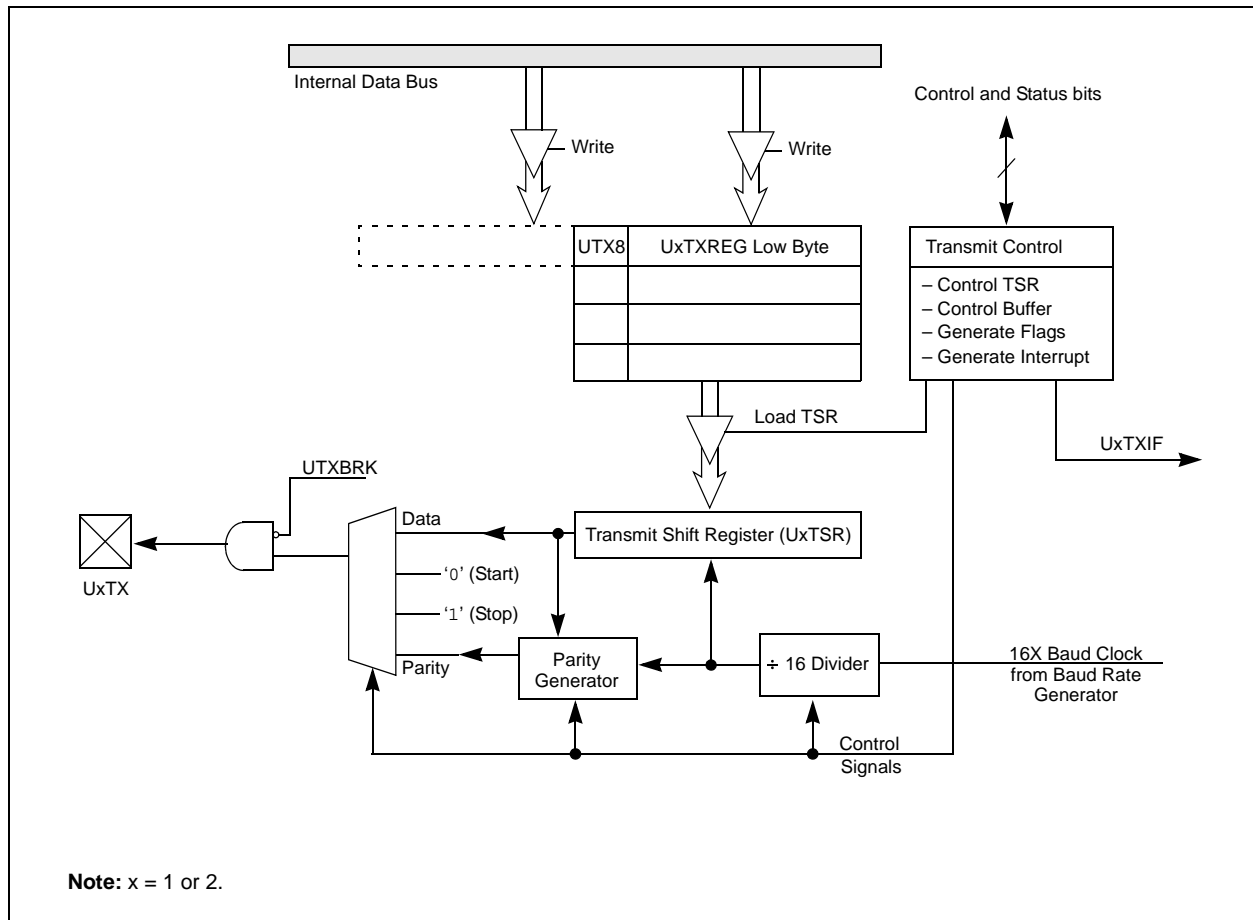 Internal Data Bus
Control and Status bits
Write
Write
UTX8
UxTXREG Low Byte
Transmit Control
– Control TSR
– Control Buffer
– Generate Flags
– Generate Interrupt
Load TSR
UxTXIF
UTXBRK
Data
Transmit Shift Register (UxTSR)
UxTX
‘0’ (Start)
‘1’ (Stop)
Parity
Parity
Generator
÷ 16 Divider
16X Baud Clock
from Baud Rate
Generator
Control
Signals
Note: x = 1 or 2.